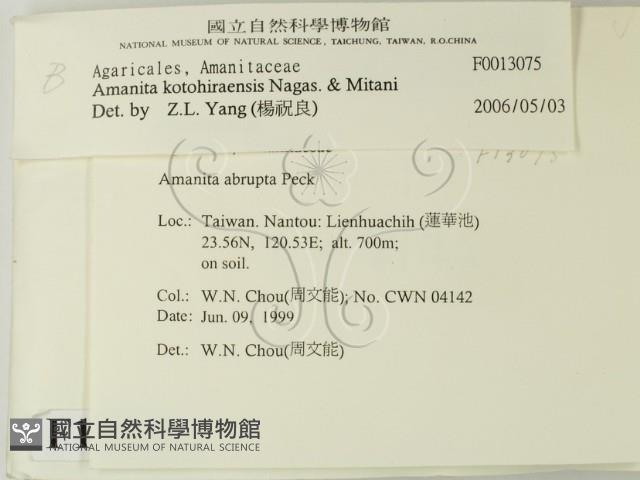 國立自然科學博物館
NATIONAL MUSEUM OF NATURAL SCIENCE, TAICHUNG, TAIWAN, R.O.CHINA
B
Agaricales, Amanitaceae F0013075
Amanita kotohiraensis Nagas. & Mitani
Det. by Z.L. Yang (楊祝良) 2006/05/03
Amanita abrupta Peck
Loc.: Taiwan. Nantou: Lienhuachih (蓮華池)
23.56N, 120.53E; alt. 700m;
on soil.
Col.: W.N. Chou(周文能); No. CWN 04142
Date: Jun. 09, 1999
Det.: W.N. Chou(周文能)
國立自然科學博物館
NATIONAL MUSEUM OF NATURAL SCIENCE